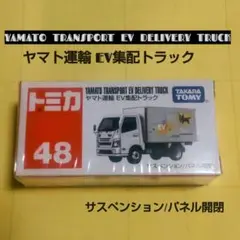 YAMATO TRANSPORT EV DELIVERY TRUCK
ヤマト運輸 EV集配トラック
トミカ
YAMATO TRANSPORT EV DELIVERY TRUCK
ヤマト運輸 EV集配トラック
TAKARA TOMY
48
サスペンション/パネル開閉